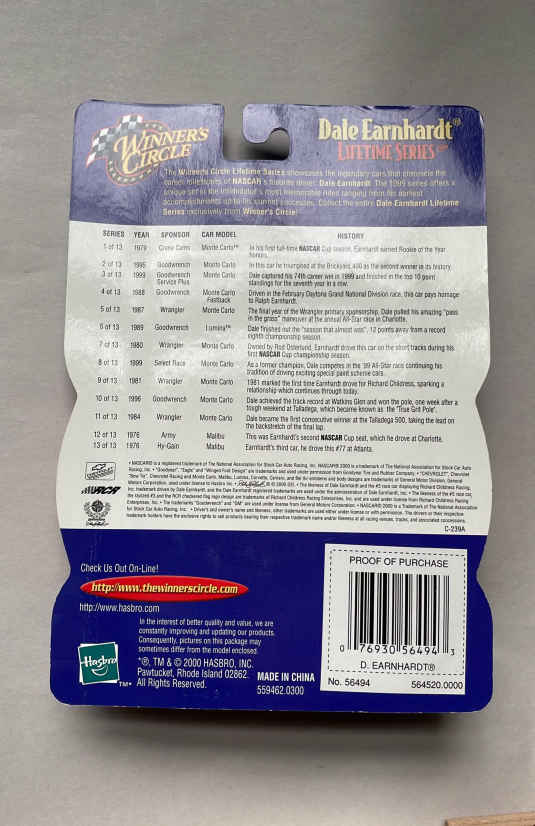 WINNER'S
CIRCLE
Dale Earnhardt
LIFETIME SERIES
The Winner's Circle Lifetime Series showcases the legendary cars that chronicle the
career milestones of NASCAR's favorite driver: Dale Earnhardt. The 1999 series offers a
unique set of the Intimidator's most memorable rides ranging from his earliest
accomplishments up to his current successes. Collect the entire Dale Earnhardt Lifetime
Series exclusively from Winner's Circle!
SERIES YEAR SPONSOR CAR MODEL HISTORY
1 of 13 1979 Crane Cams Monte Carlo™ In his first full-time NASCAR Cup season, Earnhardt earned Rookie of the Year
honors.
2 of 13 1995 Goodwrench Monte Carlo In this car he triumphed at the Brickyard 400 as the second winner in its history.
3 of 13 1999 Goodwrench Monte Carlo Dale captured his 74th career win in 1999 and finished in the top 10 point
Service Plus standings for the seventh year in a row.
4 of 13 1988 Goodwrench Monte Carlo Driven in the February Daytona Grand National Division race, this car pays homage
Fastback to Ralph Earnhardt.
5 of 13 1987 Wrangler Monte Carlo The final year of Wrangler primary sponsorship, Dale pulled his amazing "pass
in the grass" maneuver at the annual All-Star race in Charlotte.
6 of 13 1989 Goodwrench Lumina™ Dale finished out the "season that almost was", 12 points away from a record
eighth championship season.
7 of 13 1980 Wrangler Monte Carlo Owned by Rod Osterlund, Earnhardt drove this car on the short tracks during his
first NASCAR Cup championship season.
8 of 13 1999 Select Race Monte Carlo As a former champion, Dale competes in the '99 All-Star race continuing his
tradition of driving exciting special paint scheme cars.
9 of 13 1981 Wrangler Monte Carlo 1981 marked the first time Earnhardt drove for Richard Childress, sparking a
relationship which continues through today.
10 of 13 1996 Goodwrench Monte Carlo Dale achieved the track record at Watkins Glen and won the pole, one week after a
tough weekend at Talladega, which became known as the "True Grit Pole".
11 of 13 1984 Wrangler Monte Carlo Dale became the first consecutive winner at the Talladega 500, taking the lead on
the backstretch of the final lap.
12 of 13 1976 Army Malibu This was Earnhardt's second NASCAR Cup seat, which he drove at Charlotte.
13 of 13 1976 Hy-Gain Malibu Earnhardt's third car, he drove this #77 at Atlanta.
C-239A
Check Us Out On-Line!
http://www.thewinnerscircle.com
http://www.hasbro.com
In the interest of better quality and value, we are
constantly improving and updating our products.
Consequently, pictures on this package may
sometimes differ from the model enclosed.
Hasbro
™•
*®, TM & © 2000 HASBRO, INC.
Pawtucket, Rhode Island 02862.
All Rights Reserved.
MADE IN CHINA
559462.0300
PROOF OF PURCHASE
0 76930 56494 3
D. EARNHARDT®
No. 56494 564520.0000